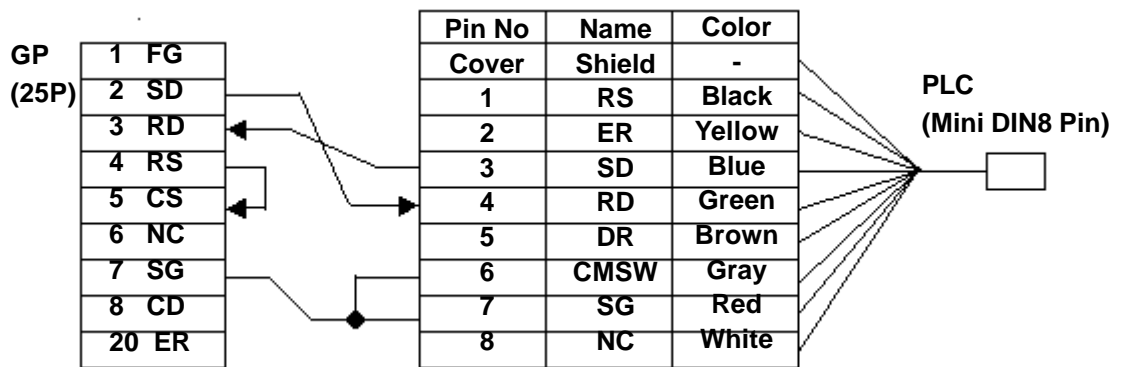 GP
(25P)
1 FG
2 SD
3 RD
4 RS
5 CS
6 NC
7 SG
8 CD
20 ER
Pin No Name Color
Cover Shield -
1 RS Black
2 ER Yellow
3 SD Blue
4 RD Green
5 DR Brown
6 CMSW Gray
7 SG Red
8 NC White
PLC
(Mini DIN8 Pin)